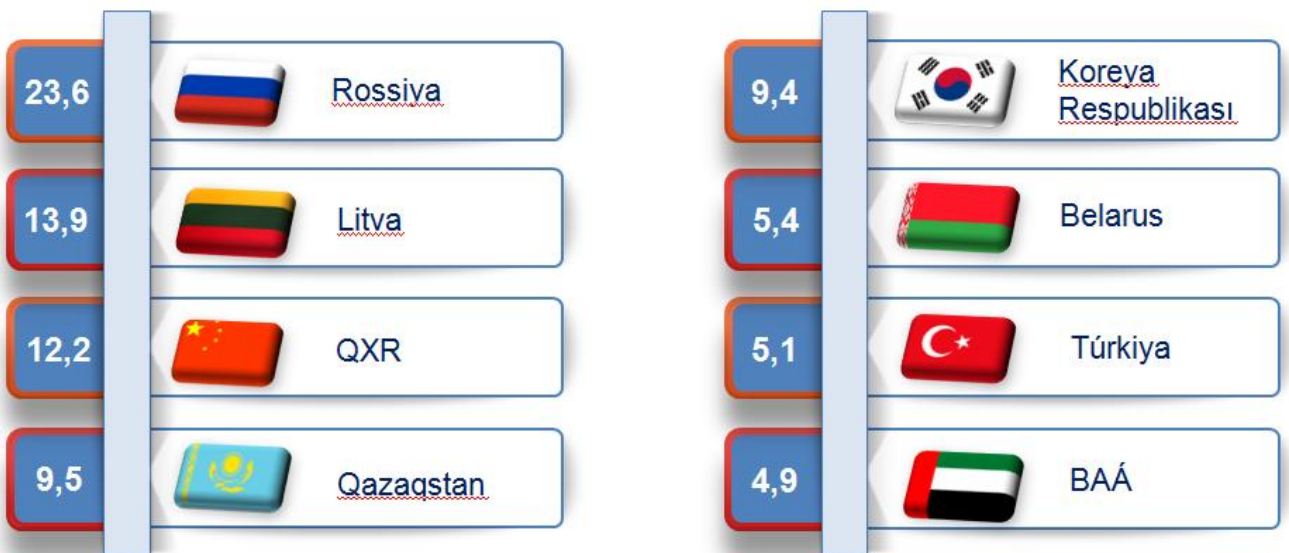 23,6 Rossiya
13,9 Litva
12,2 QXR
9,5 Qazaqstan
9,4 Koreya
Respublikası
5,4 Belarus
5,1 Túrkiya
4,9 BAÁ